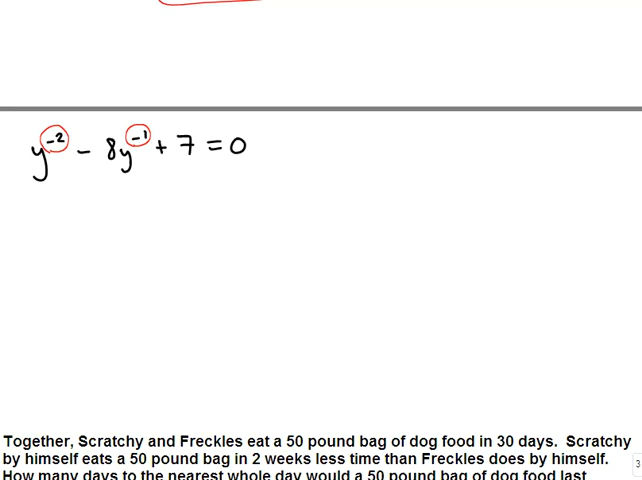 y⁻² - 8y⁻¹ + 7 = 0
Together, Scratchy and Freckles eat a 50 pound bag of dog food in 30 days.  Scratchy
by himself eats a 50 pound bag in 2 weeks less time than Freckles does by himself.
How many days to the nearest whole day would a 50 pound bag of dog food last
3